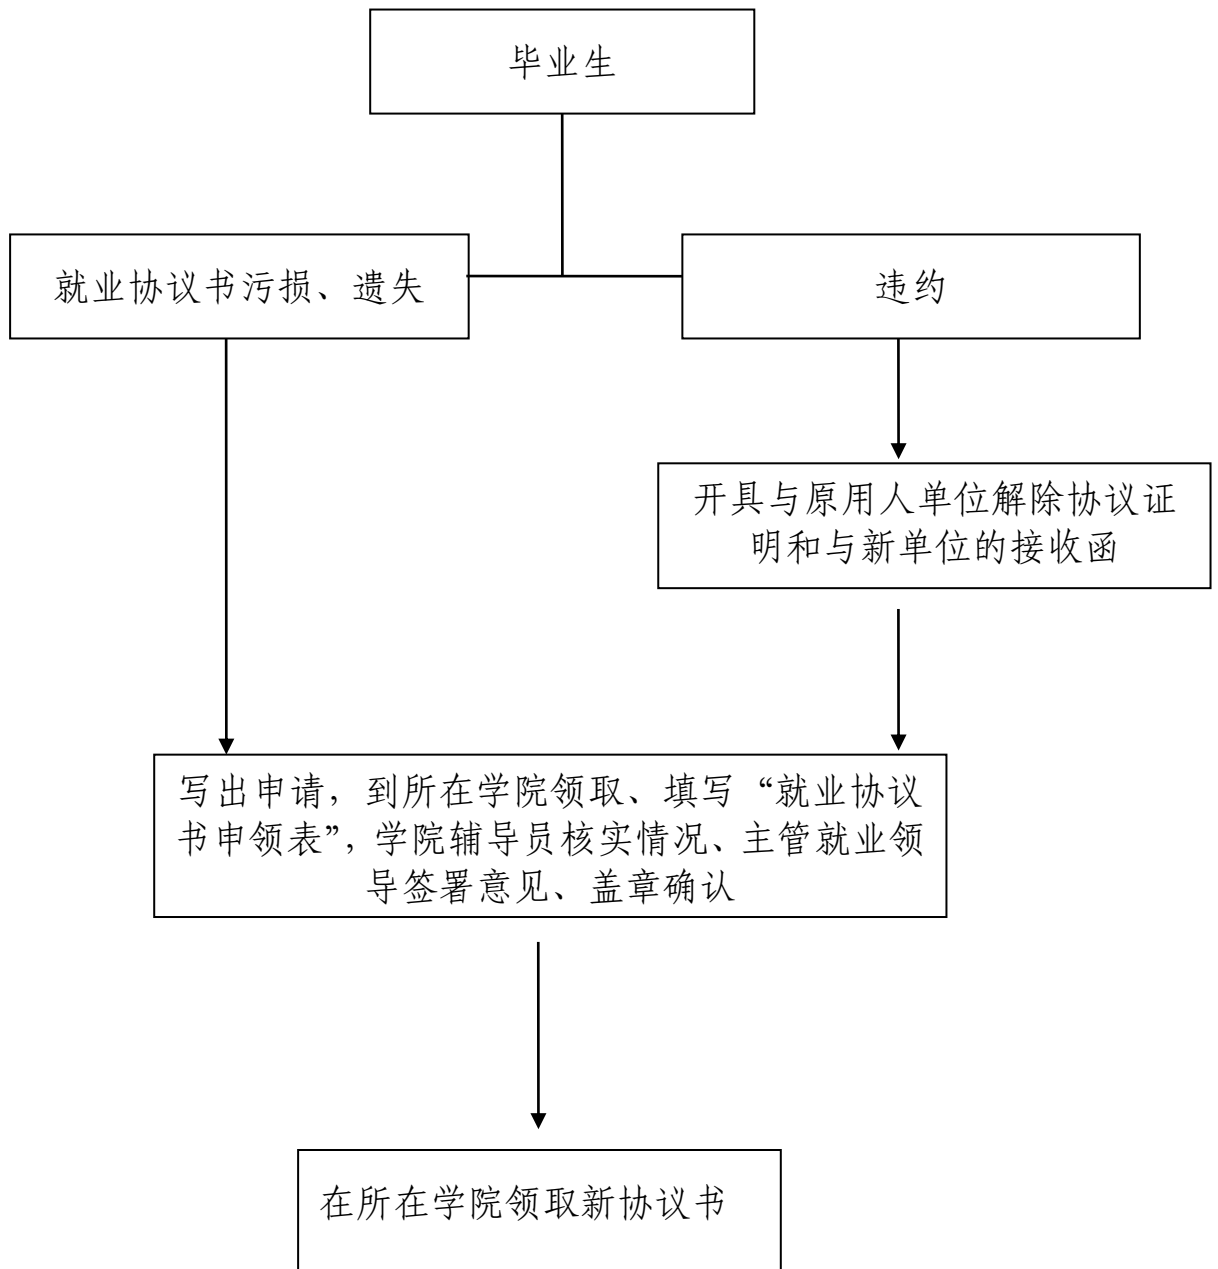 毕业生
就业协议书污损、遗失
违约
开具与原用人单位解除协议证
明和与新单位的接收函
写出申请，到所在学院领取、填写“就业协议
书申领表”，学院辅导员核实情况、主管就业领
导签署意见、盖章确认
在所在学院领取新协议书